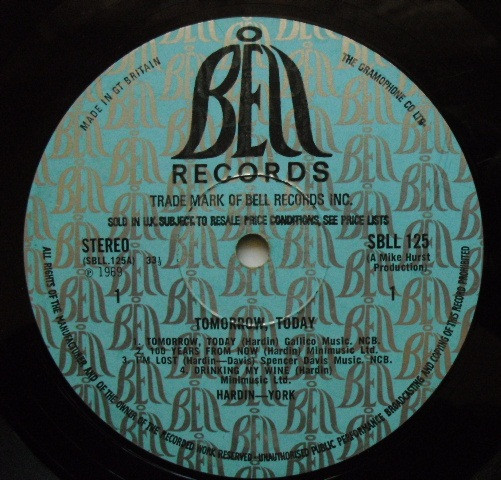 BELL
RECORDS
MADE IN GT BRITAIN
THE GRAMOPHONE CO LTD.
TRADE MARK OF BELL RECORDS INC.
SOLD IN U.K. SUBJECT TO RESALE PRICE CONDITIONS, SEE PRICE LISTS
STEREO
(SBLL.125A) 33⅓
℗ 1969
1
SBLL 125
(A Mike Hurst
Production)
1
TOMORROW, TODAY
1. TOMORROW, TODAY (Hardin) Gallico Music, NCB.
2. 100 YEARS FROM NOW (Hardin) Minimusic Ltd.
3. I'M LOST (Hardin—Davis) Spencer Davis Music, NCB.
4. DRINKING MY WINE (Hardin)
Minimusic Ltd.
HARDIN—YORK
ALL RIGHTS OF THE MANUFACTURER AND OF THE OWNER OF THE RECORDED WORK RESERVED—UNAUTHORISED PUBLIC PERFORMANCE BROADCASTING AND COPYING OF THIS RECORD PROHIBITED